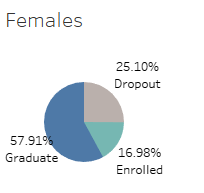 Females
25.10%
Dropout
57.91%
Graduate
16.98%
Enrolled